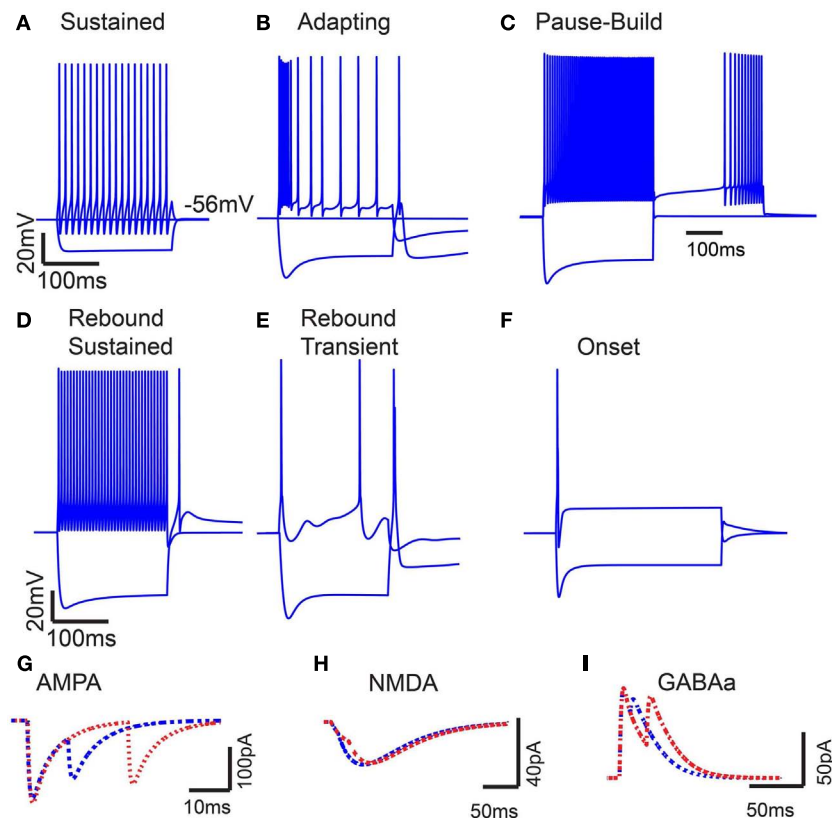 A Sustained
B Adapting
C Pause-Build
-56mV
20mV
100ms
100ms
D Rebound Sustained
E Rebound Transient
F Onset
20mV
100ms
G AMPA
H NMDA
I GABAa
100pA
10ms
40pA
50ms
50pA
50ms